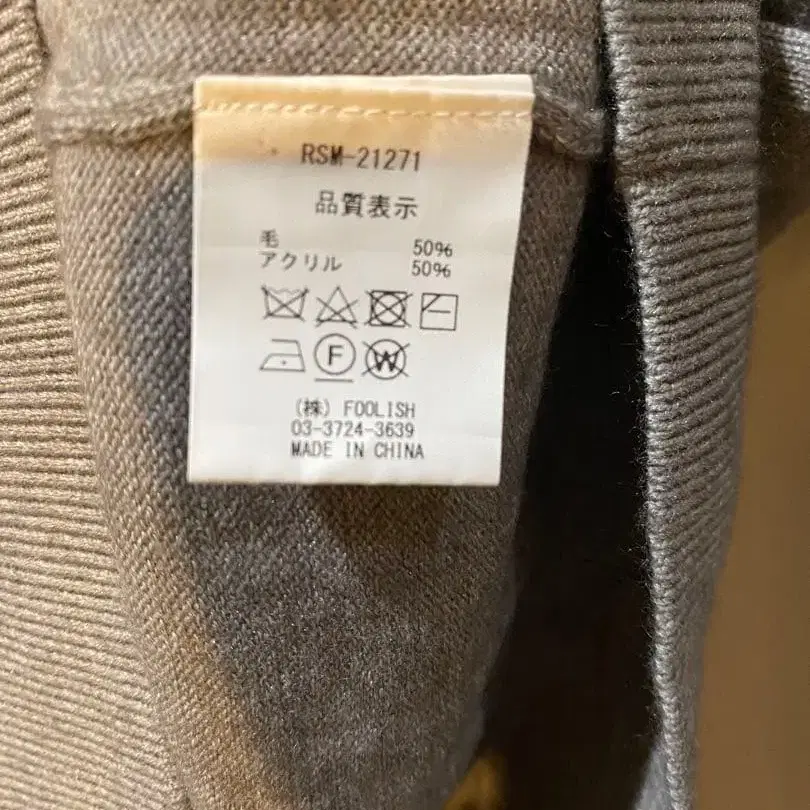 RSM-21271
品質表示
毛 50%
アクリル 50%
F W
(株) FOOLISH
03-3724-3639
MADE IN CHINA